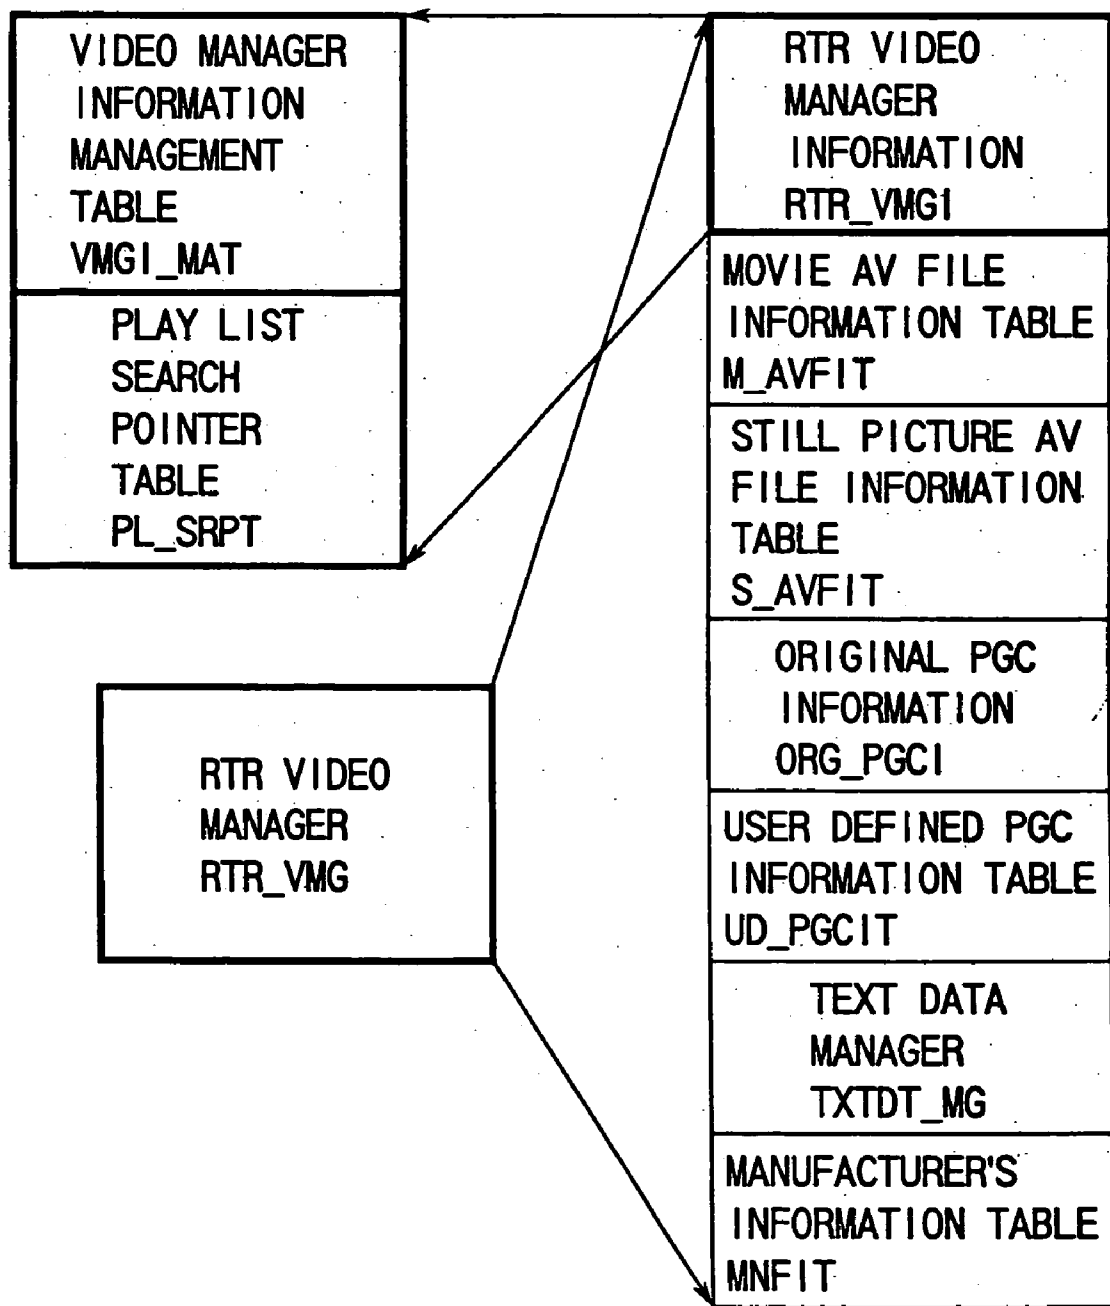 VIDEO MANAGER
INFORMATION
MANAGEMENT
TABLE
VMGI_MAT
PLAY LIST
SEARCH
POINTER
TABLE
PL_SRPT
RTR VIDEO
MANAGER
RTR_VMG
RTR VIDEO
MANAGER
INFORMATION
RTR_VMGI
MOVIE AV FILE
INFORMATION TABLE
M_AVFIT
STILL PICTURE AV
FILE INFORMATION
TABLE
S_AVFIT
ORIGINAL PGC
INFORMATION
ORG_PGCI
USER DEFINED PGC
INFORMATION TABLE
UD_PGCIT
TEXT DATA
MANAGER
TXTDT_MG
MANUFACTURER'S
INFORMATION TABLE
MNFIT